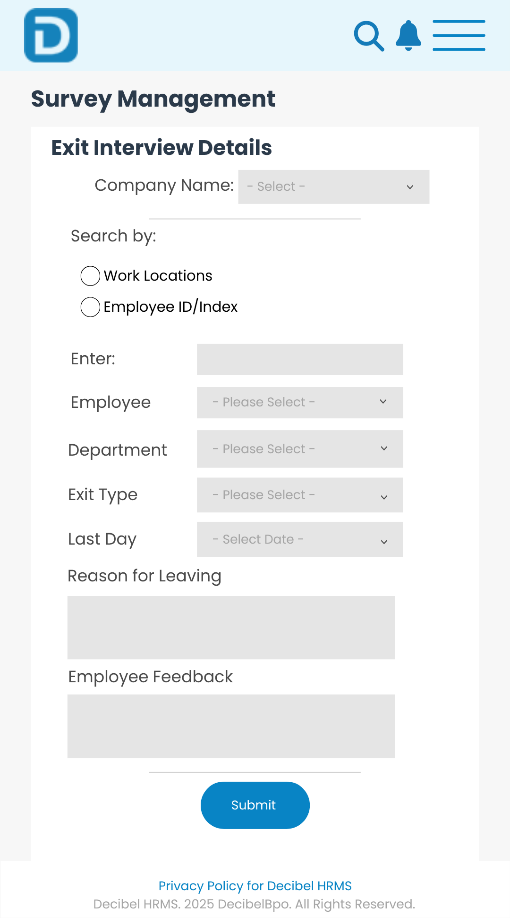 D
Survey Management
Exit Interview Details
Company Name: - Select -
Search by:
Work Locations
Employee ID/Index
Enter:
Employee - Please Select -
Department - Please Select -
Exit Type - Please Select -
Last Day - Select Date -
Reason for Leaving
Employee Feedback
Submit
Privacy Policy for Decibel HRMS
Decibel HRMS. 2025 DecibelBpo. All Rights Reserved.